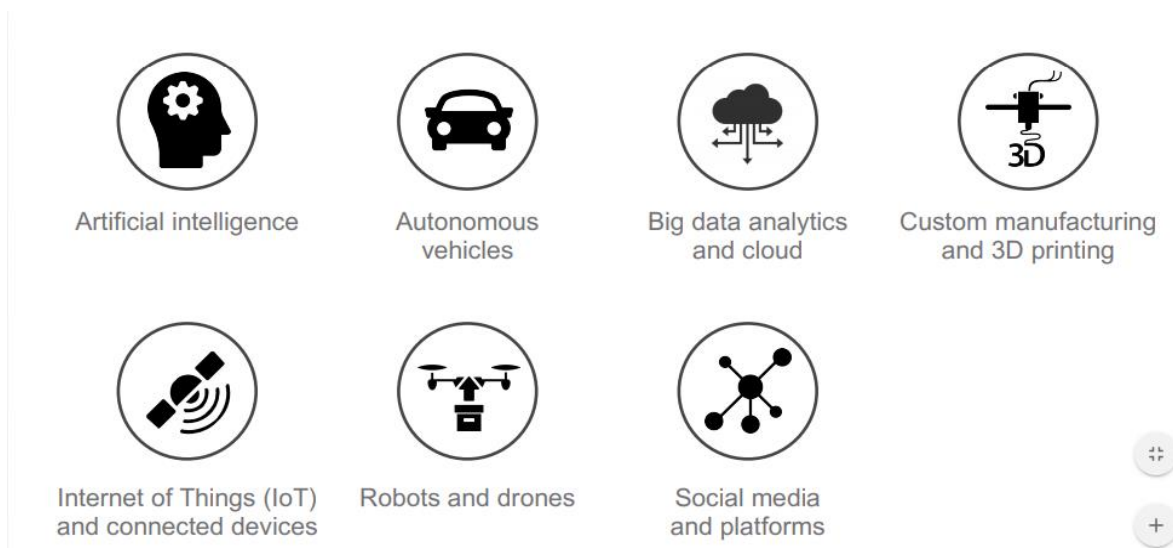 3D
Artificial intelligence
Autonomous
vehicles
Big data analytics
and cloud
Custom manufacturing
and 3D printing
Internet of Things (IoT)
and connected devices
Robots and drones
Social media
and platforms